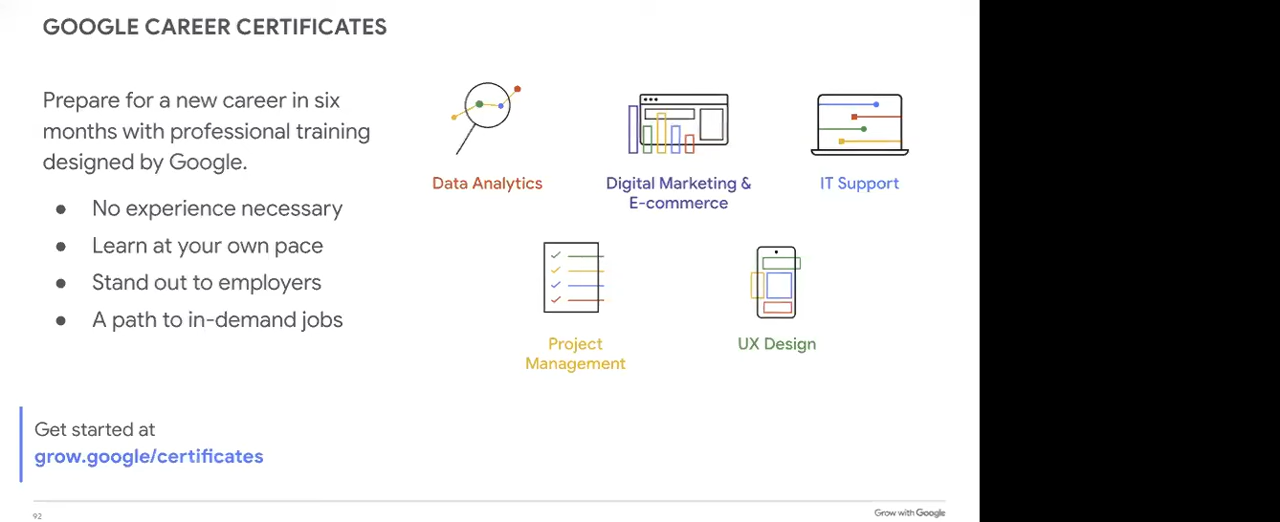 GOOGLE CAREER CERTIFICATES
Prepare for a new career in six
months with professional training
designed by Google.
● No experience necessary
● Learn at your own pace
● Stand out to employers
● A path to in-demand jobs
Data Analytics
Digital Marketing &
E-commerce
IT Support
Project
Management
UX Design
Get started at
grow.google/certificates
92
Grow with Google